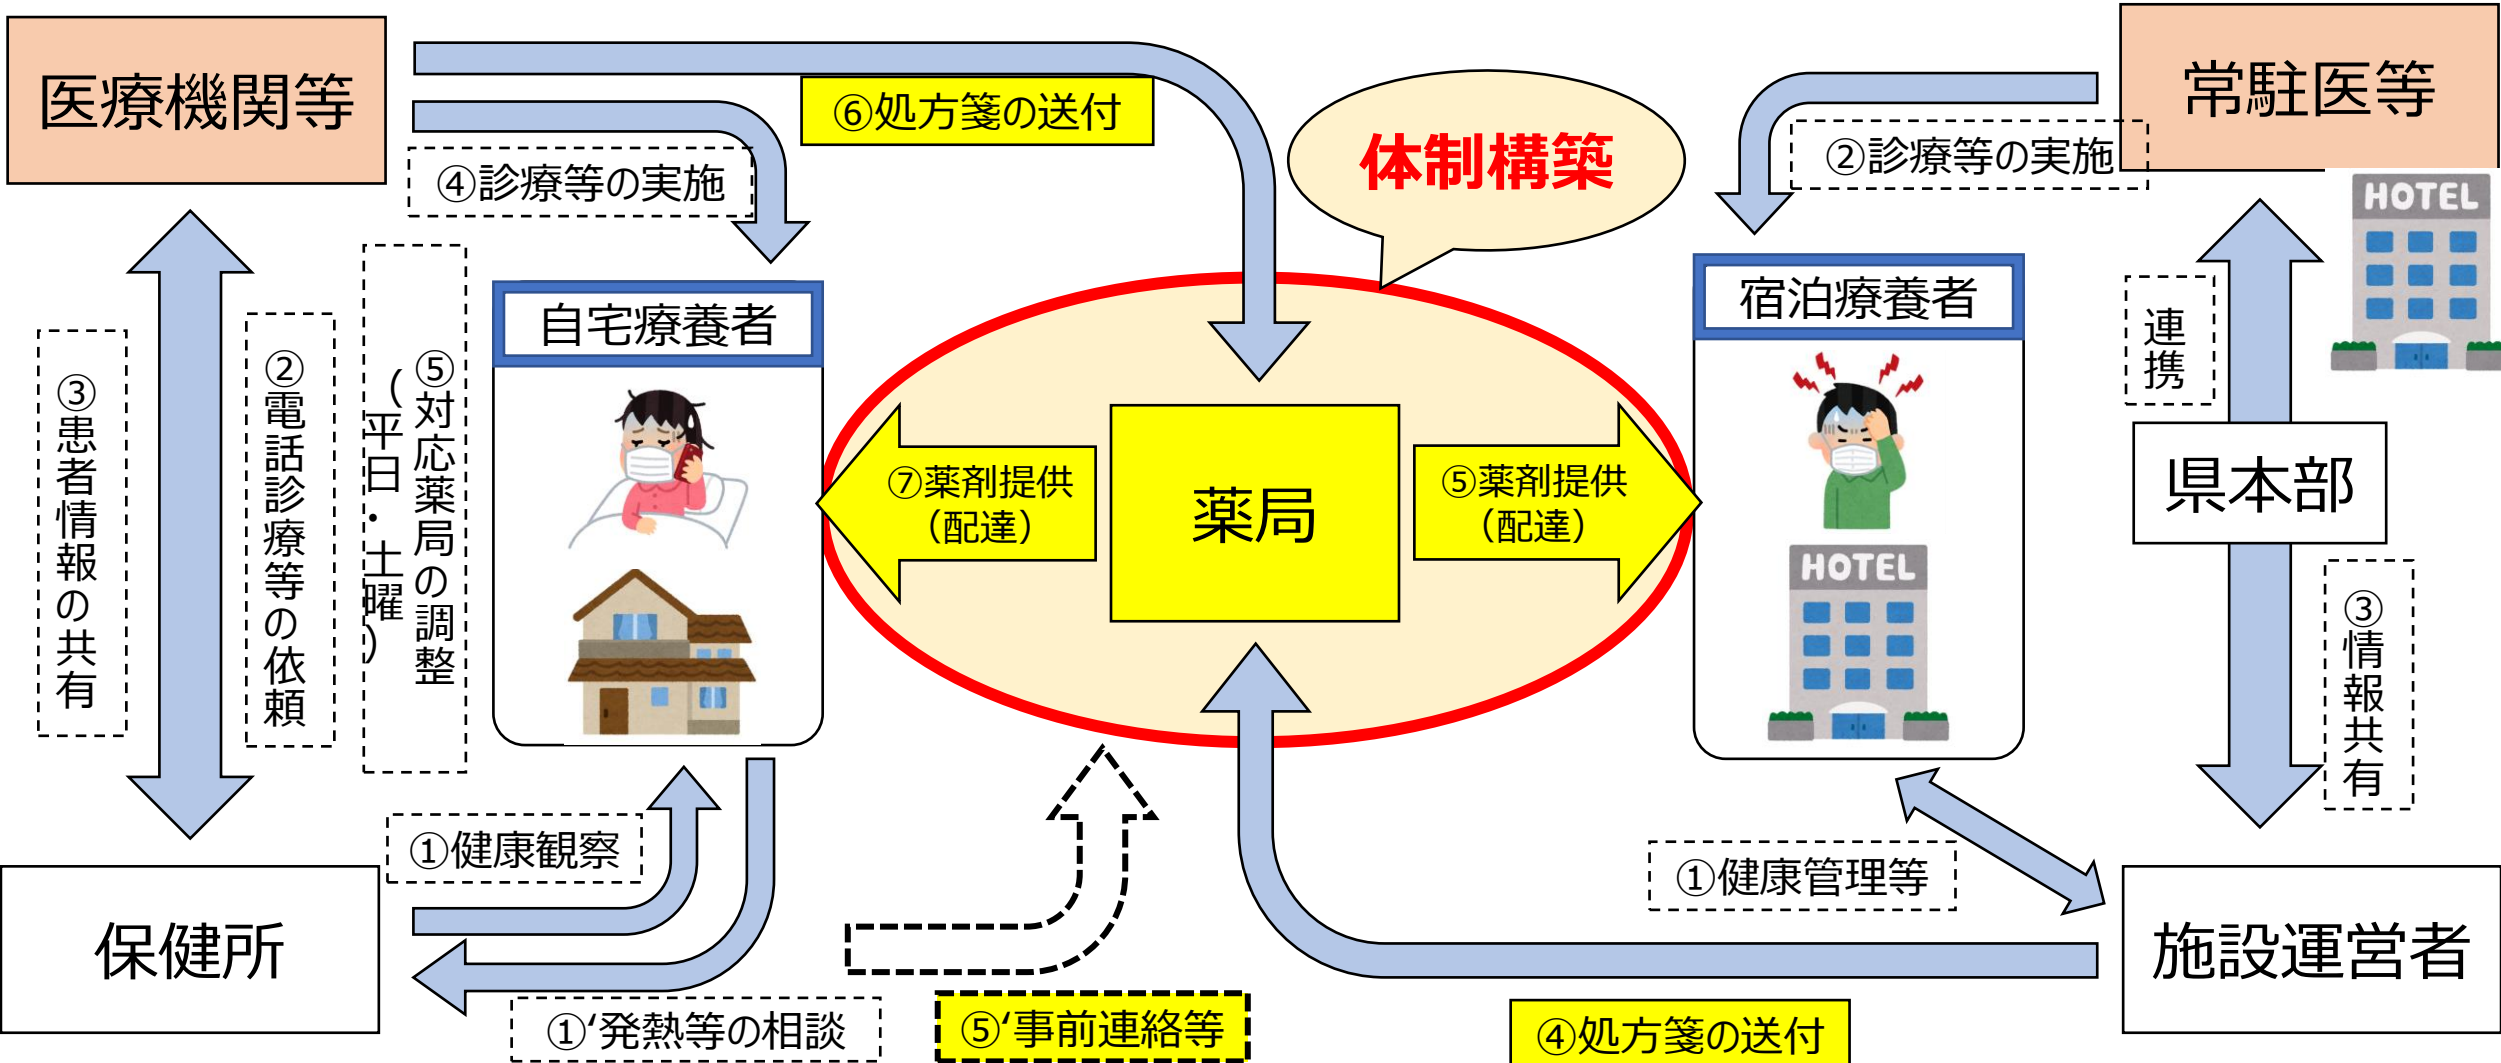 医療機関等
⑥処方箋の送付
④診療等の実施
体制構築
常駐医等
②診療等の実施
HOTEL
③患者情報の共有
②電話診療等の依頼
⑤対応薬局の調整
（平日・土曜）
自宅療養者
⑦薬剤提供
（配達）
薬局
⑤薬剤提供
（配達）
宿泊療養者
HOTEL
連携
県本部
③情報共有
①健康観察
保健所
①‘発熱等の相談
⑤‘事前連絡等
①健康管理等
④処方箋の送付
施設運営者